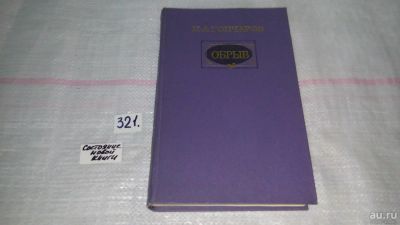 И.А. ГОНЧАРОВ
ОБРЫВ
321.
Состояние
новой
книги
au.ru